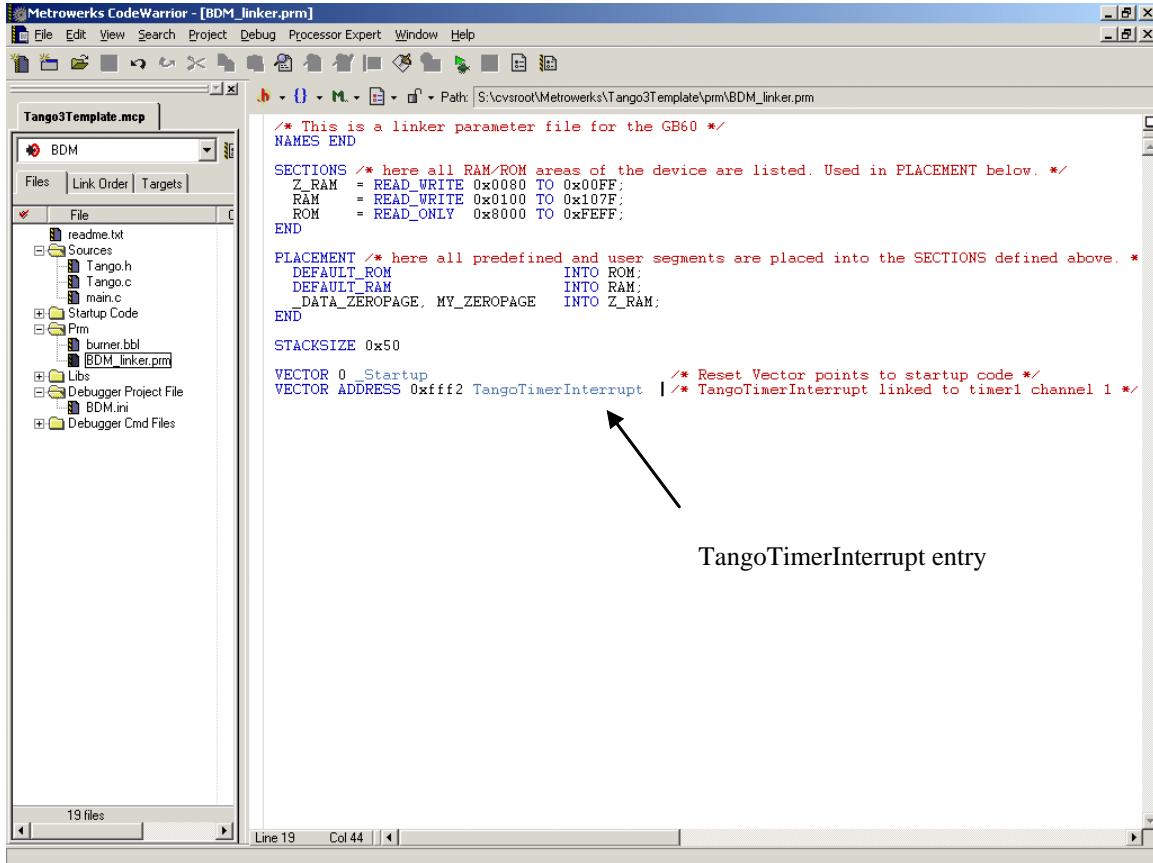 Metrowerks CodeWarrior - [BDM_linker.prm]
File Edit View Search Project Debug Processor Expert Window Help
Path: S:\cvsroot\Metrowerks\Tango3Template\prm\BDM_linker.prm
Tango3Template.mcp
BDM
Files Link Order Targets
File C
readme.txt
Sources
Tango.h
Tango.c
main.c
Startup Code
Prm
burner.bbl
BDM_linker.prm
Libs
Debugger Project File
BDM.ini
Debugger Cmd Files
19 files
/* This is a linker parameter file for the GB60 */
NAMES END
SECTIONS /* here all RAM/ROM areas of the device are listed. Used in PLACEMENT below. */
Z_RAM = READ_WRITE 0x0080 TO 0x00FF;
RAM = READ_WRITE 0x0100 TO 0x107F;
ROM = READ_ONLY 0x8000 TO 0xFEFF;
END
PLACEMENT /* here all predefined and user segments are placed into the SECTIONS defined above. *
DEFAULT_ROM INTO ROM;
DEFAULT_RAM INTO RAM;
_DATA_ZEROPAGE, MY_ZEROPAGE INTO Z_RAM;
END
STACKSIZE 0x50
VECTOR 0 _Startup /* Reset Vector points to startup code */
VECTOR ADDRESS 0xfff2 TangoTimerInterrupt /* TangoTimerInterrupt linked to timer1 channel 1 */
TangoTimerInterrupt entry
Line 19 Col 44